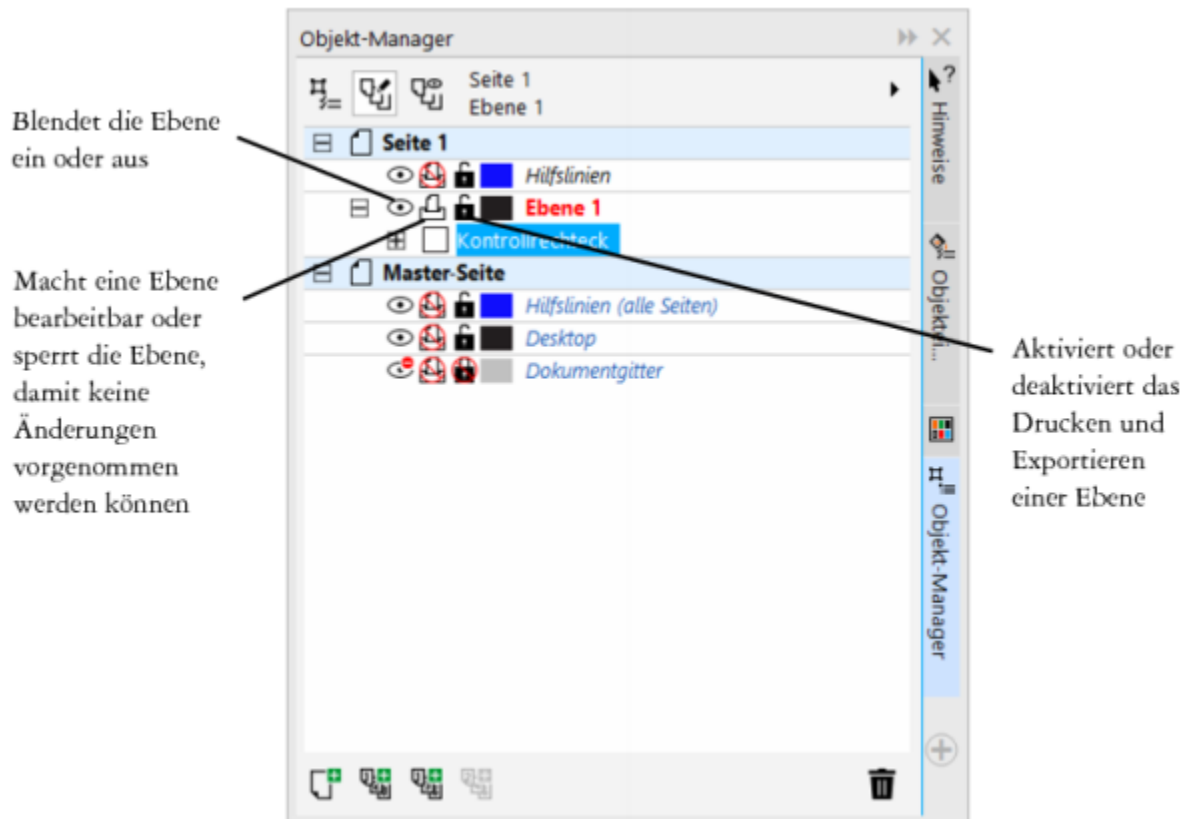 Objekt-Manager
Seite 1
Ebene 1
Blendet die Ebene
ein oder aus
Seite 1
Hilfslinien
Ebene 1
Kontrollrechteck
Macht eine Ebene
bearbeitbar oder
sperrt die Ebene,
damit keine
Änderungen
vorgenommen
werden können
Master-Seite
Hilfslinien (alle Seiten)
Desktop
Dokumentgitter
Hinweise
Objektei...
Objekt-Manager
Aktiviert oder
deaktiviert das
Drucken und
Exportieren
einer Ebene